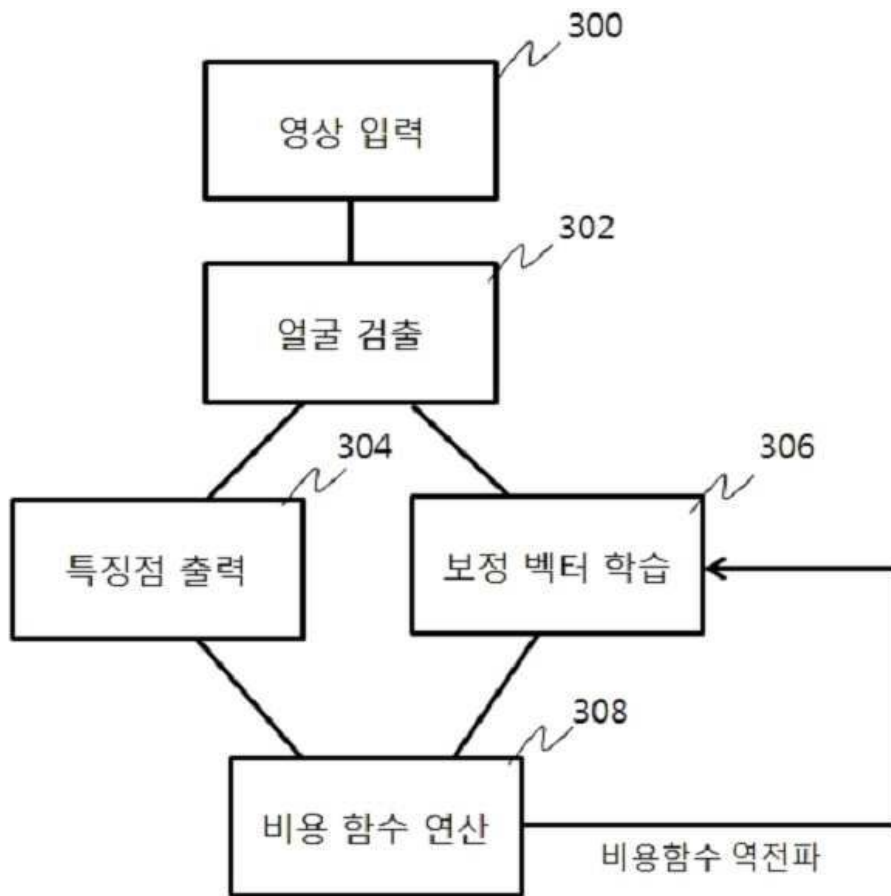 300
영상 입력
302
얼굴 검출
304
306
특징점 출력
보정 벡터 학습
308
비용 함수 연산
비용함수 역전파